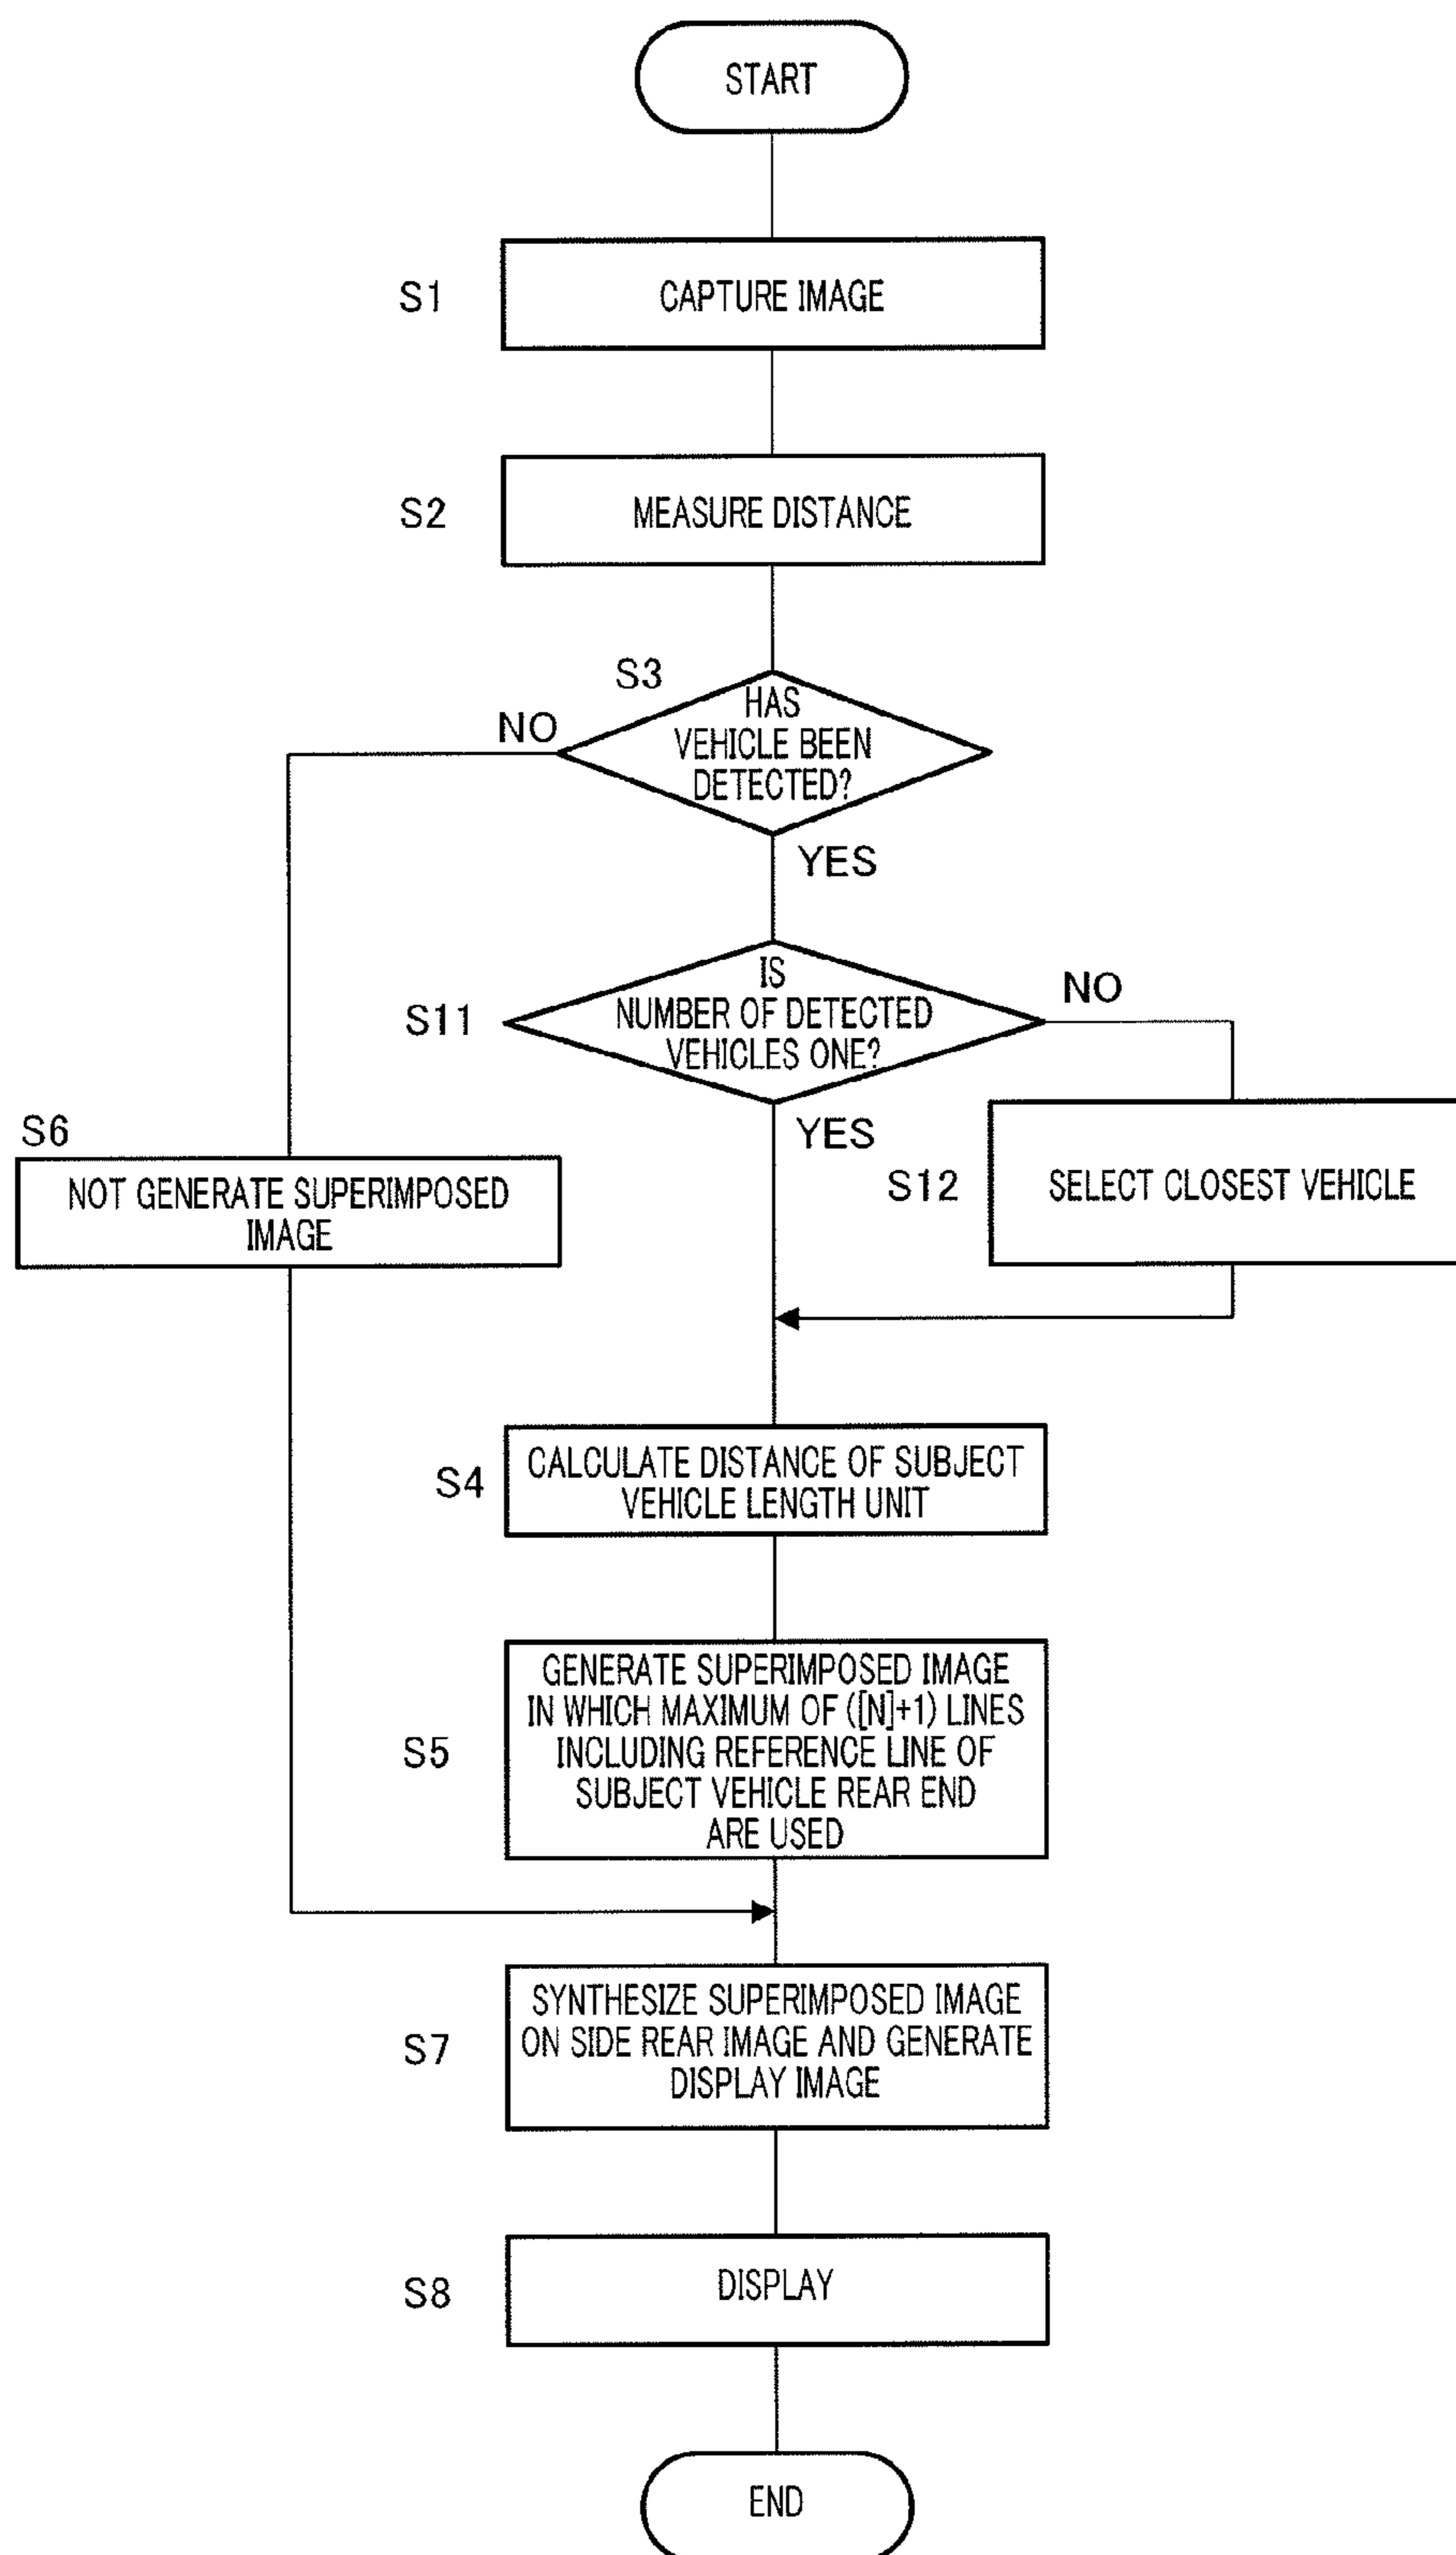 START
S1
CAPTURE IMAGE
S2
MEASURE DISTANCE
S3
HAS
VEHICLE BEEN
DETECTED?
NO
YES
S11
IS
NUMBER OF DETECTED
VEHICLES ONE?
NO
YES
S6
NOT GENERATE SUPERIMPOSED
IMAGE
S12
SELECT CLOSEST VEHICLE
S4
CALCULATE DISTANCE OF SUBJECT
VEHICLE LENGTH UNIT
S5
GENERATE SUPERIMPOSED IMAGE
IN WHICH MAXIMUM OF ([N]+1) LINES
INCLUDING REFERENCE LINE OF
SUBJECT VEHICLE REAR END
ARE USED
S7
SYNTHESIZE SUPERIMPOSED IMAGE
ON SIDE REAR IMAGE AND GENERATE
DISPLAY IMAGE
S8
DISPLAY
END